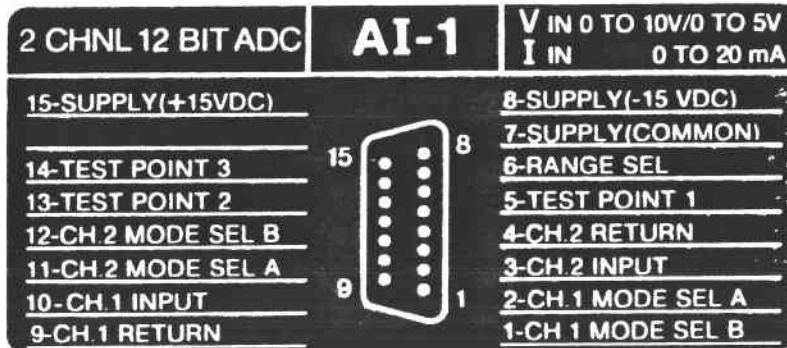 2 CHNL 12 BIT ADC
AI-1
V IN 0 TO 10V/0 TO 5V
I IN 0 TO 20 mA
15-SUPPLY(+15VDC)
14-TEST POINT 3
13-TEST POINT 2
12-CH.2 MODE SEL B
11-CH.2 MODE SEL A
10-CH.1 INPUT
9-CH.1 RETURN
15
8
9
1
8-SUPPLY(-15 VDC)
7-SUPPLY(COMMON)
6-RANGE SEL
5-TEST POINT 1
4-CH.2 RETURN
3-CH.2 INPUT
2-CH.1 MODE SEL A
1-CH 1 MODE SEL B